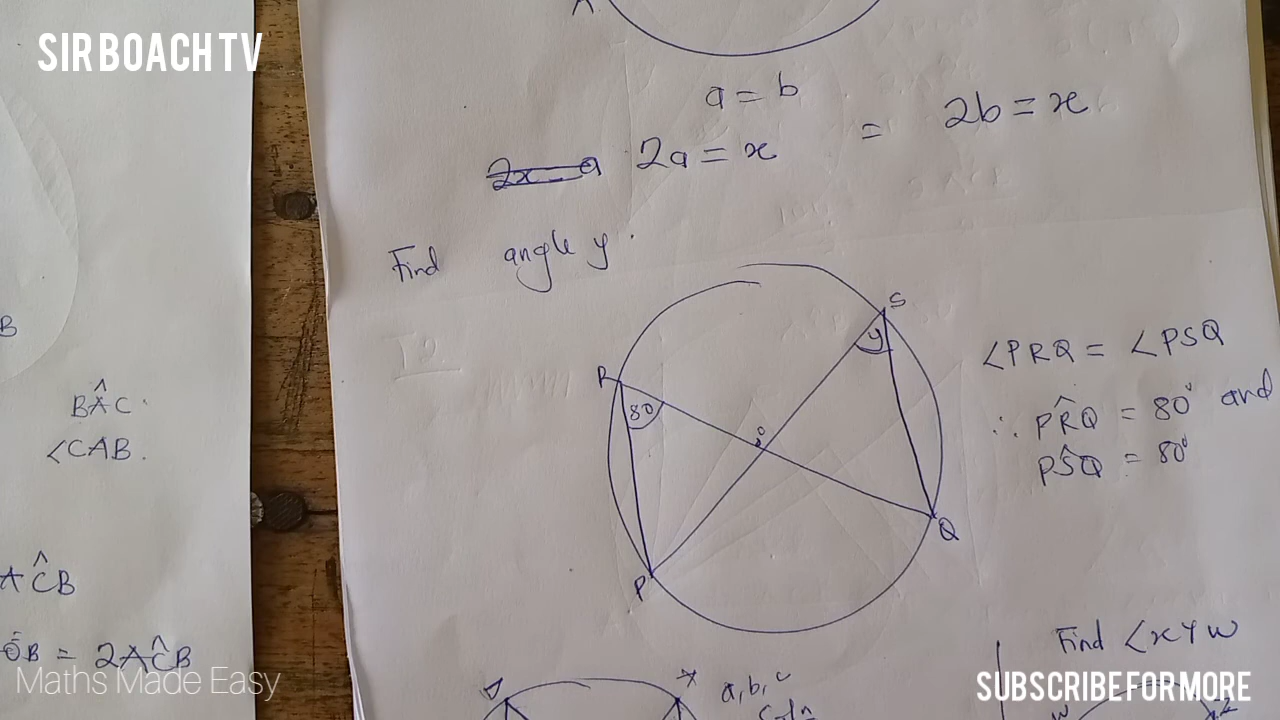 SIR BOACH TV
A
a = b
2x = a 2a = x = 2b = x
Find angle y.
S
y
R
80
P
Q
∠PRQ = ∠PSQ
∴ PR̂Q = 80° and
PŜQ = 80°
B
BÂC.
<CAB.
AĈB
ÔB = 2AĈB
Maths Made Easy
Find <xyw
a, b, c
W
SUBSCRIBE FOR MORE